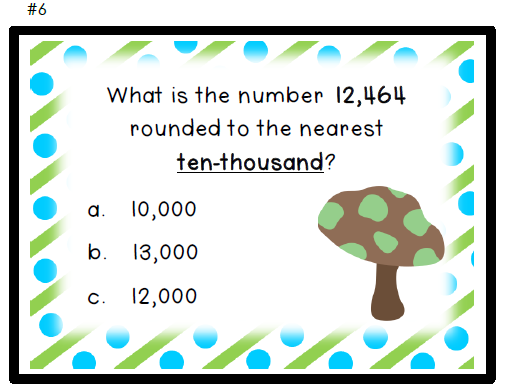 #6
What is the number 12,464
rounded to the nearest
ten-thousand?
a. 10,000
b. 13,000
c. 12,000